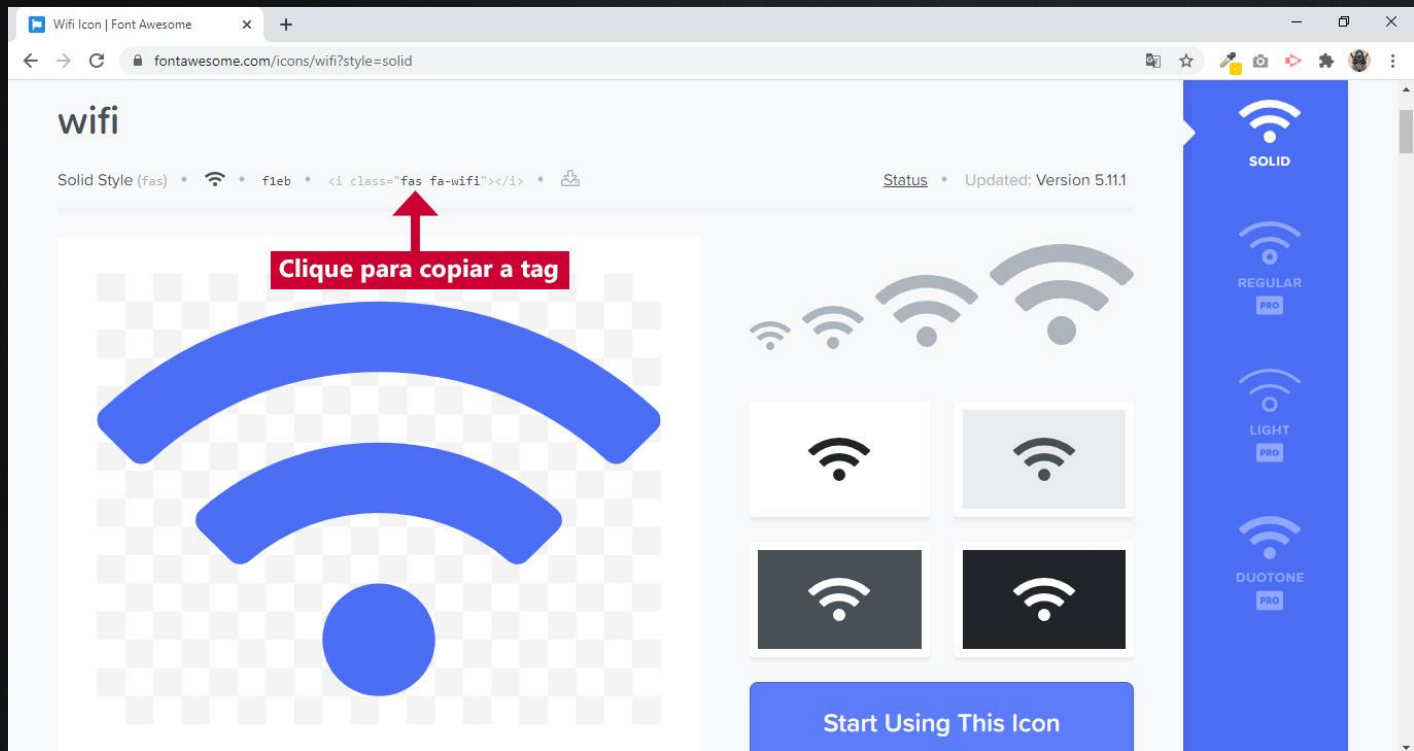 Wifi Icon | Font Awesome
fontawesome.com/icons/wifi?style=solid
wifi
Solid Style (fas) • • f1eb • <i class="fas fa-wifi"></i> •
Status • Updated: Version 5.11.1
Clique para copiar a tag
Start Using This Icon
SOLID
REGULAR
PRO
LIGHT
PRO
DUOTONE
PRO